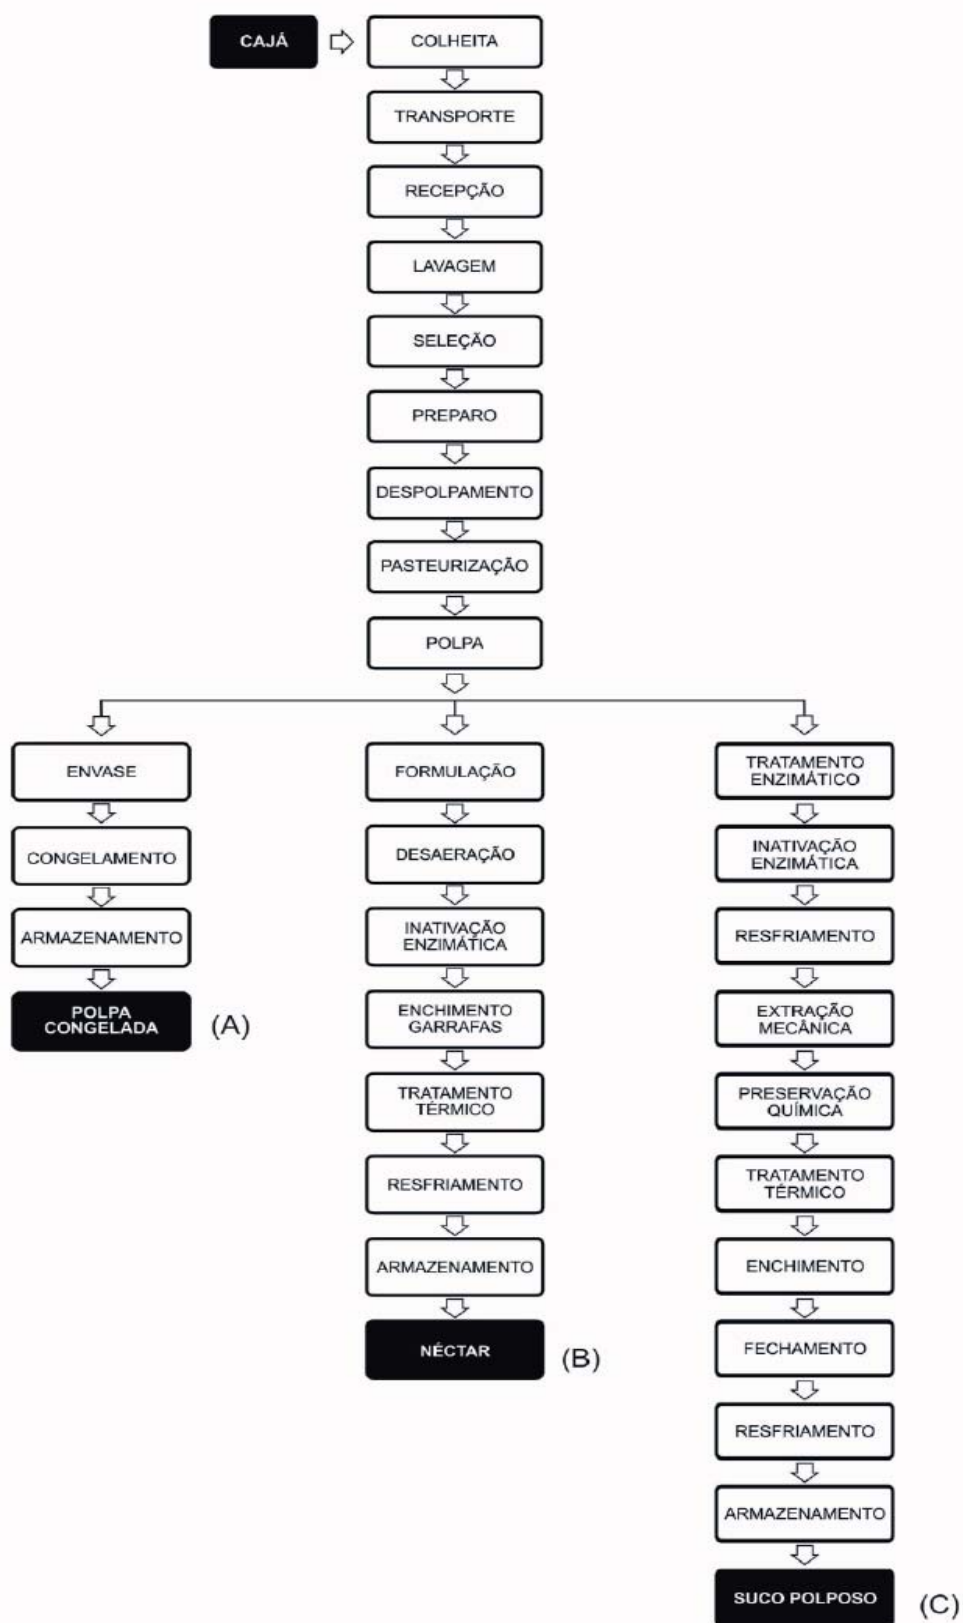 CAJÁ
COLHEITA
TRANSPORTE
RECEPÇÃO
LAVAGEM
SELEÇÃO
PREPARO
DESPOLPAMENTO
PASTEURIZAÇÃO
POLPA
ENVASE
CONGELAMENTO
ARMAZENAMENTO
POLPA
CONGELADA
(A)
FORMULAÇÃO
DESAERAÇÃO
INATIVAÇÃO
ENZIMÁTICA
ENCHIMENTO
GARRAFAS
TRATAMENTO
TÉRMICO
RESFRIAMENTO
ARMAZENAMENTO
NÉCTAR
(B)
TRATAMENTO
ENZIMÁTICO
INATIVAÇÃO
ENZIMÁTICA
RESFRIAMENTO
EXTRAÇÃO
MECÂNICA
PRESERVAÇÃO
QUÍMICA
TRATAMENTO
TÉRMICO
ENCHIMENTO
FECHAMENTO
RESFRIAMENTO
ARMAZENAMENTO
SUCO POLPOSO
(C)